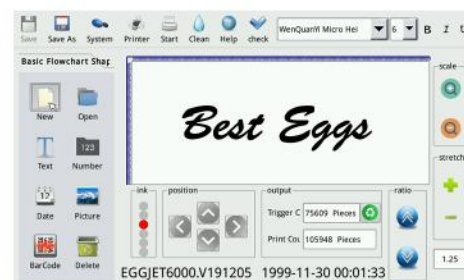 Save Save As System Printer Start Clean Help check WenQuanYi Micro Hei 6 B I U
Basic Flowchart Shap
scale
New Open
Best Eggs
Text 123 Number
stretch
12 Date Picture
ink position output ratio
Trigger C 75609 Pieces
Print Cou 105948 Pieces
BarCode Delete
1.25
EGGJET6000.V191205 1999-11-30 00:01:33